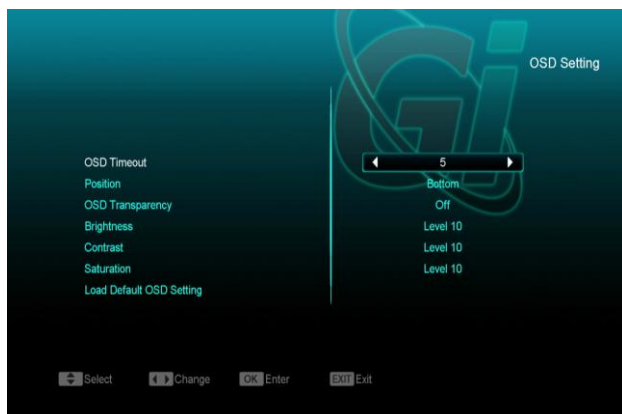 Gi
OSD Setting
OSD Timeout 5
Position Bottom
OSD Transparency Off
Brightness Level 10
Contrast Level 10
Saturation Level 10
Load Default OSD Setting
Select Change OK Enter EXIT Exit